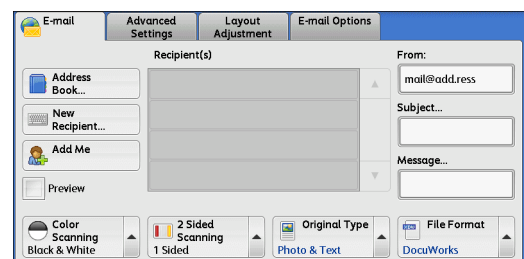 E-mail
Advanced
Settings
Layout
Adjustment
E-mail Options
Recipient(s)
From:
Address
Book...
mail@add.ress
New
Recipient...
Subject...
Add Me
Message...
Preview
Color
Scanning
Black & White
2 Sided
Scanning
1 Sided
Original Type
Photo & Text
File Format
DocuWorks